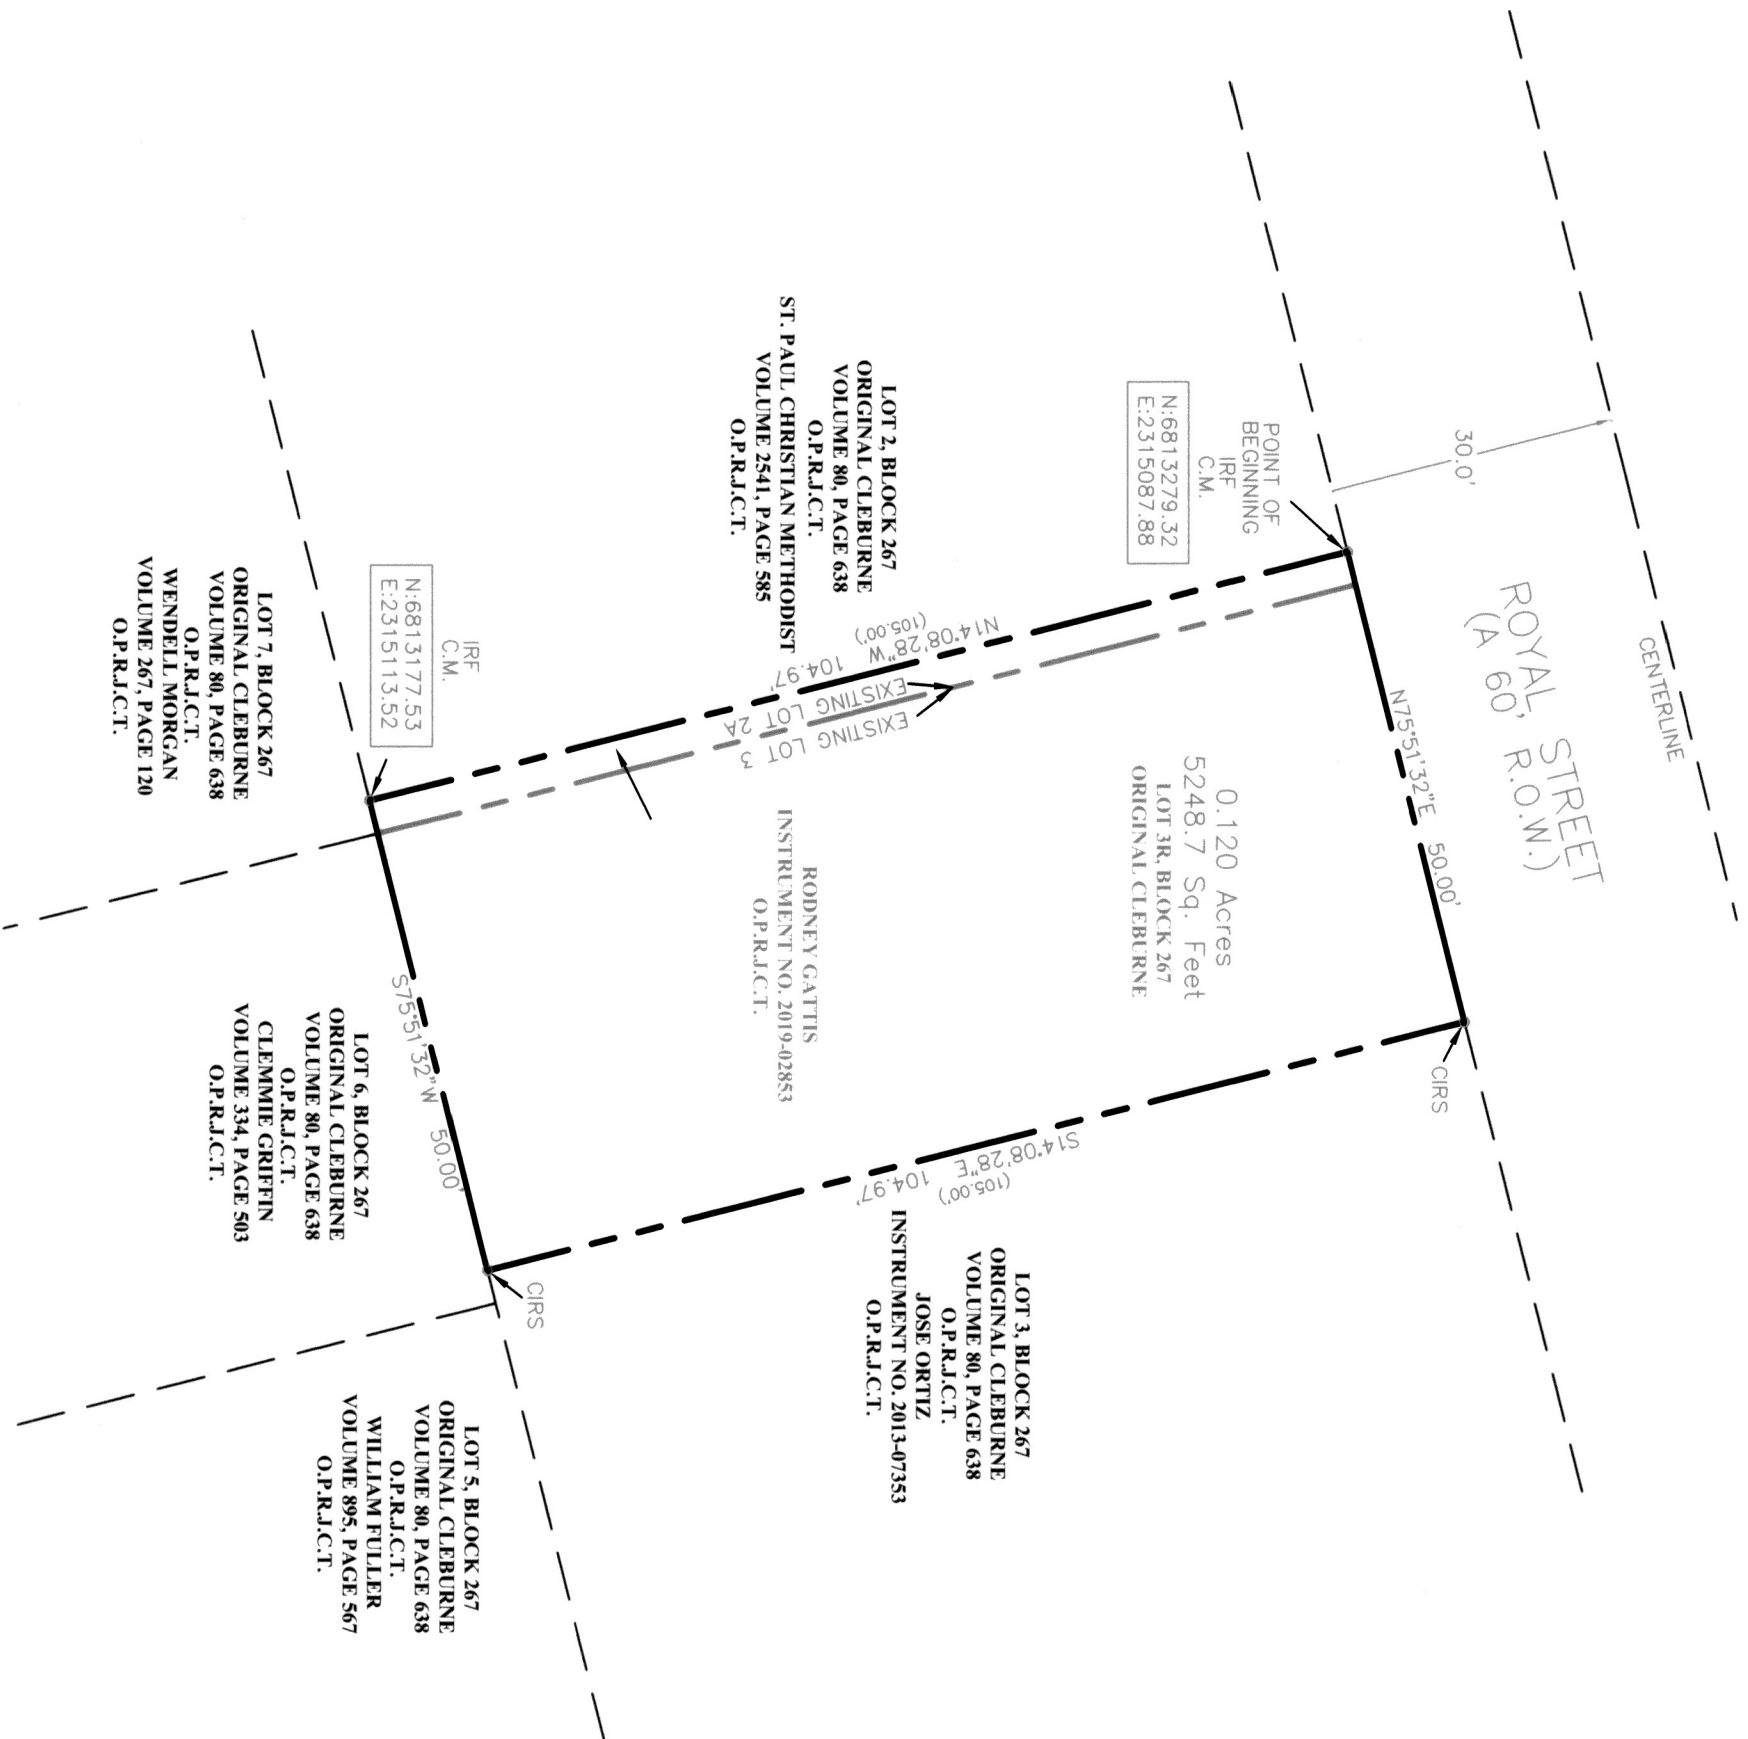 CENTERLINE
ROYAL STREET
(A 60' R.O.W.)
30.0'
POINT OF
BEGINNING
IRF
C.M.
N:6813279.32
E:2315087.88
N75°51'32"E 50.00'
CIRS
0.120 Acres
5248.7 Sq. Feet
LOT 3R, BLOCK 267
ORIGINAL CLEBURNE
LOT 2, BLOCK 267
ORIGINAL CLEBURNE
VOLUME 80, PAGE 638
O.P.R.J.C.T.
ST. PAUL CHRISTIAN METHODIST
VOLUME 2541, PAGE 585
O.P.R.J.C.T.
N14°08'28"W 104.97'
(105.00')
EXISTING LOT 2A
EXISTING LOT 3
RODNEY GATTIS
INSTRUMENT NO. 2019-02853
O.P.R.J.C.T.
S14°08'28"E 104.97'
(105.00')
LOT 3, BLOCK 267
ORIGINAL CLEBURNE
VOLUME 80, PAGE 638
O.P.R.J.C.T.
JOSE ORTIZ
INSTRUMENT NO. 2013-07353
O.P.R.J.C.T.
IRF
C.M.
N:6813177.53
E:2315113.52
S75°51'32"W 50.00'
CIRS
LOT 7, BLOCK 267
ORIGINAL CLEBURNE
VOLUME 80, PAGE 638
O.P.R.J.C.T.
WENDELL MORGAN
VOLUME 267, PAGE 120
O.P.R.J.C.T.
LOT 6, BLOCK 267
ORIGINAL CLEBURNE
VOLUME 80, PAGE 638
O.P.R.J.C.T.
CLEMMIE GRIFFIN
VOLUME 334, PAGE 503
O.P.R.J.C.T.
LOT 5, BLOCK 267
ORIGINAL CLEBURNE
VOLUME 80, PAGE 638
O.P.R.J.C.T.
WILLIAM FULLER
VOLUME 895, PAGE 567
O.P.R.J.C.T.